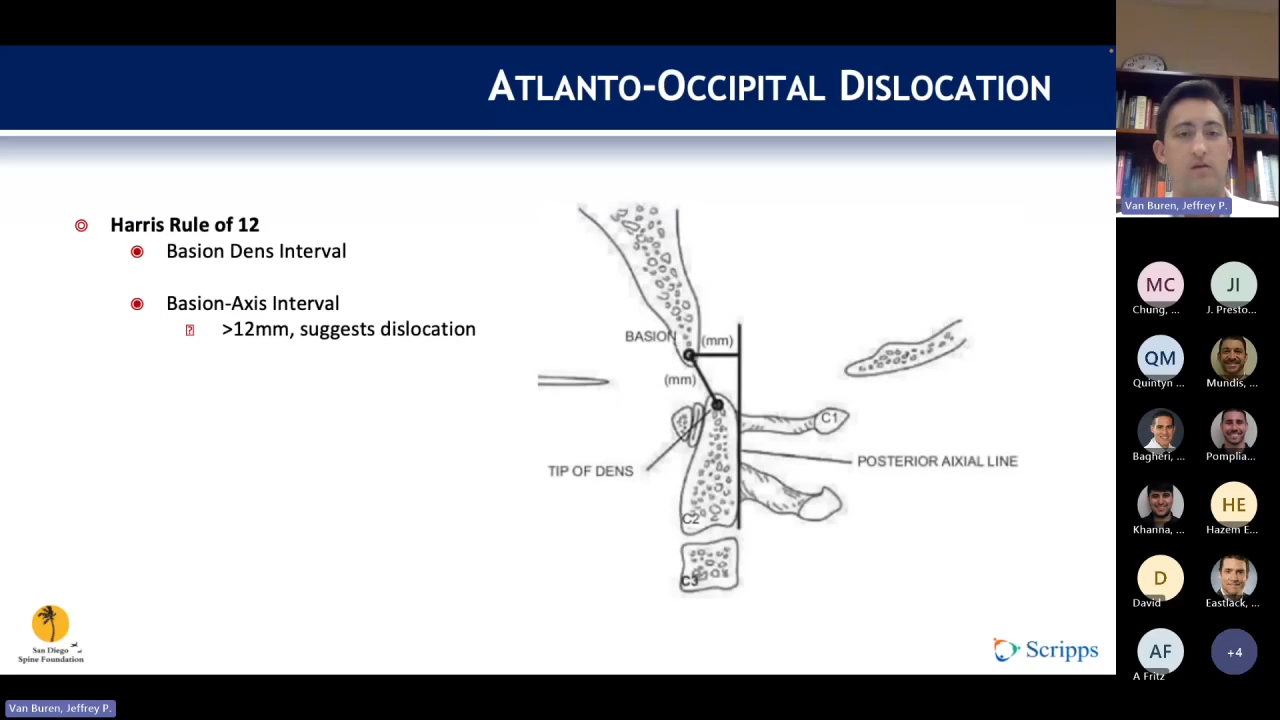 ATLANTO-OCCIPITAL DISLOCATION
Harris Rule of 12
Basion Dens Interval
Basion-Axis Interval
>12mm, suggests dislocation
BASION
(mm)
(mm)
C1
TIP OF DENS
POSTERIOR AIXIAL LINE
C2
C3
San Diego
Spine Foundation
Scripps
Van Buren, Jeffrey P.
MC
JI
Chung, ...
J. Presto...
QM
Quintyn ...
Mundis, ...
Bagheri, ...
Pomplia...
HE
Khanna, ...
Hazem E...
D
David
Eastlack, ...
AF
+4
A Fritz
Van Buren, Jeffrey P.